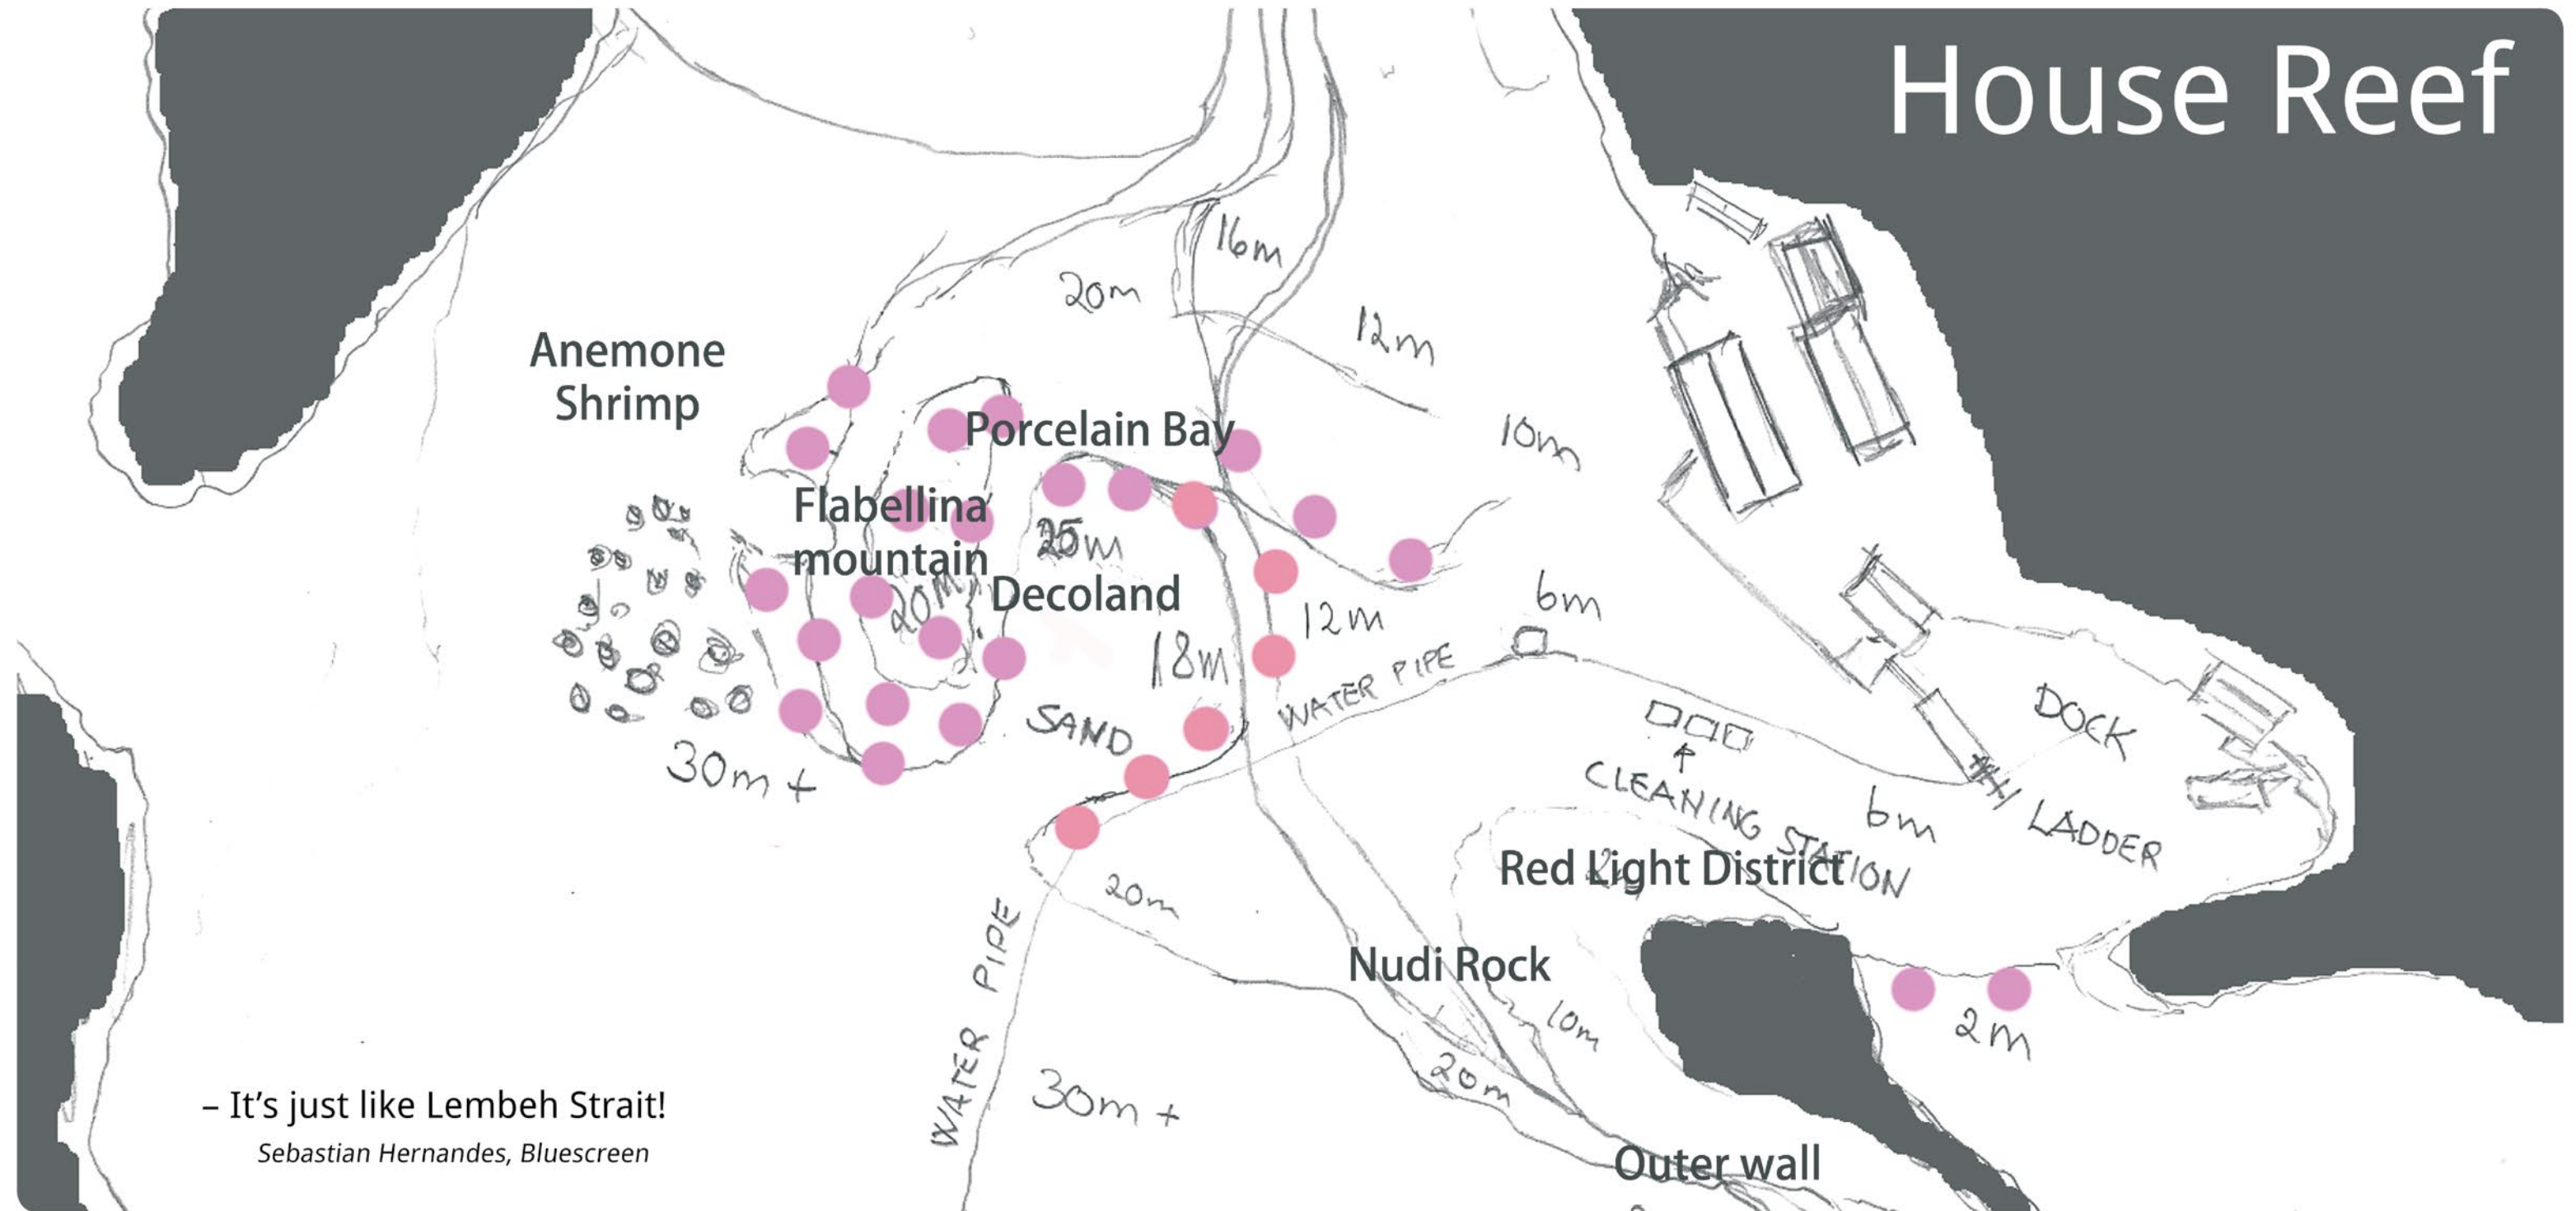 House Reef
16m
20m
12m
Anemone
Shrimp
Porcelain Bay
10m
Flabellina
mountain
25m
20m
Decoland
6m
12m
18m
WATER PIPE
SAND
DOCK
30m +
CLEANING STATION
6m
LADDER
Red Light District
20m
Nudi Rock
WATER PIPE
10m
2m
20m
30m +
– It's just like Lembeh Strait!
Sebastian Hernandes, Bluescreen
Outer wall